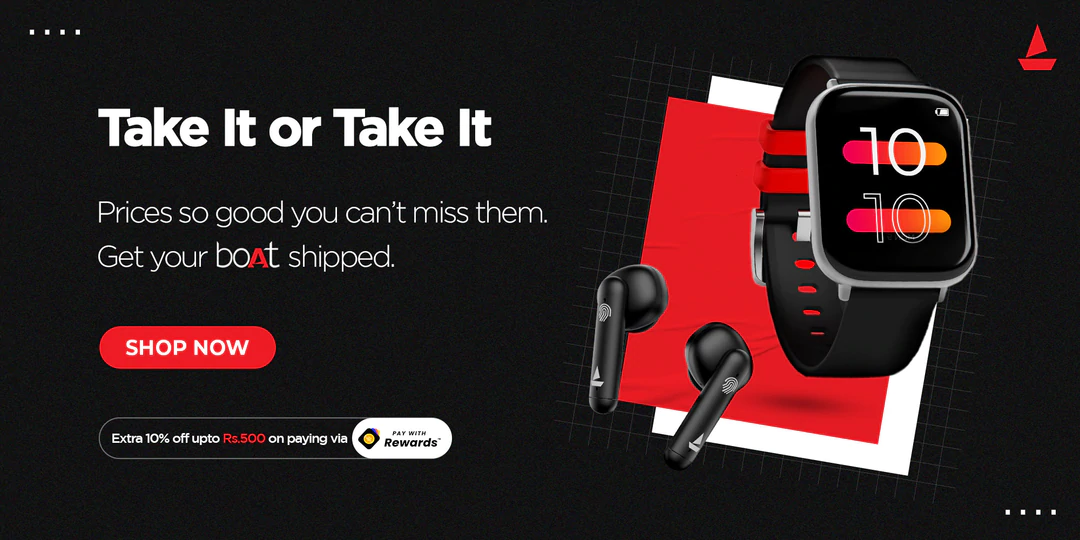 Take It or Take It
Prices so good you can't miss them.
Get your boAt shipped.
SHOP NOW
Extra 10% off upto Rs.500 on paying via
PAY WITH
Rewards™
10
10